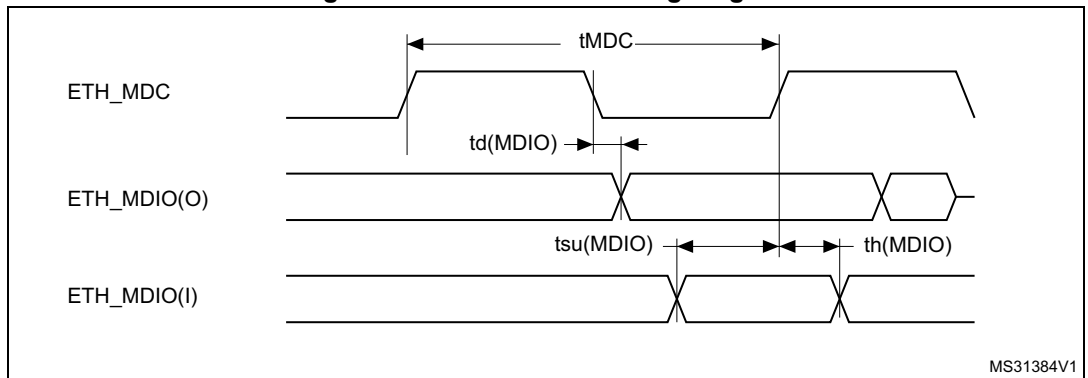 tMDC
ETH_MDC
td(MDIO)
ETH_MDIO(O)
tsu(MDIO)
th(MDIO)
ETH_MDIO(I)
MS31384V1